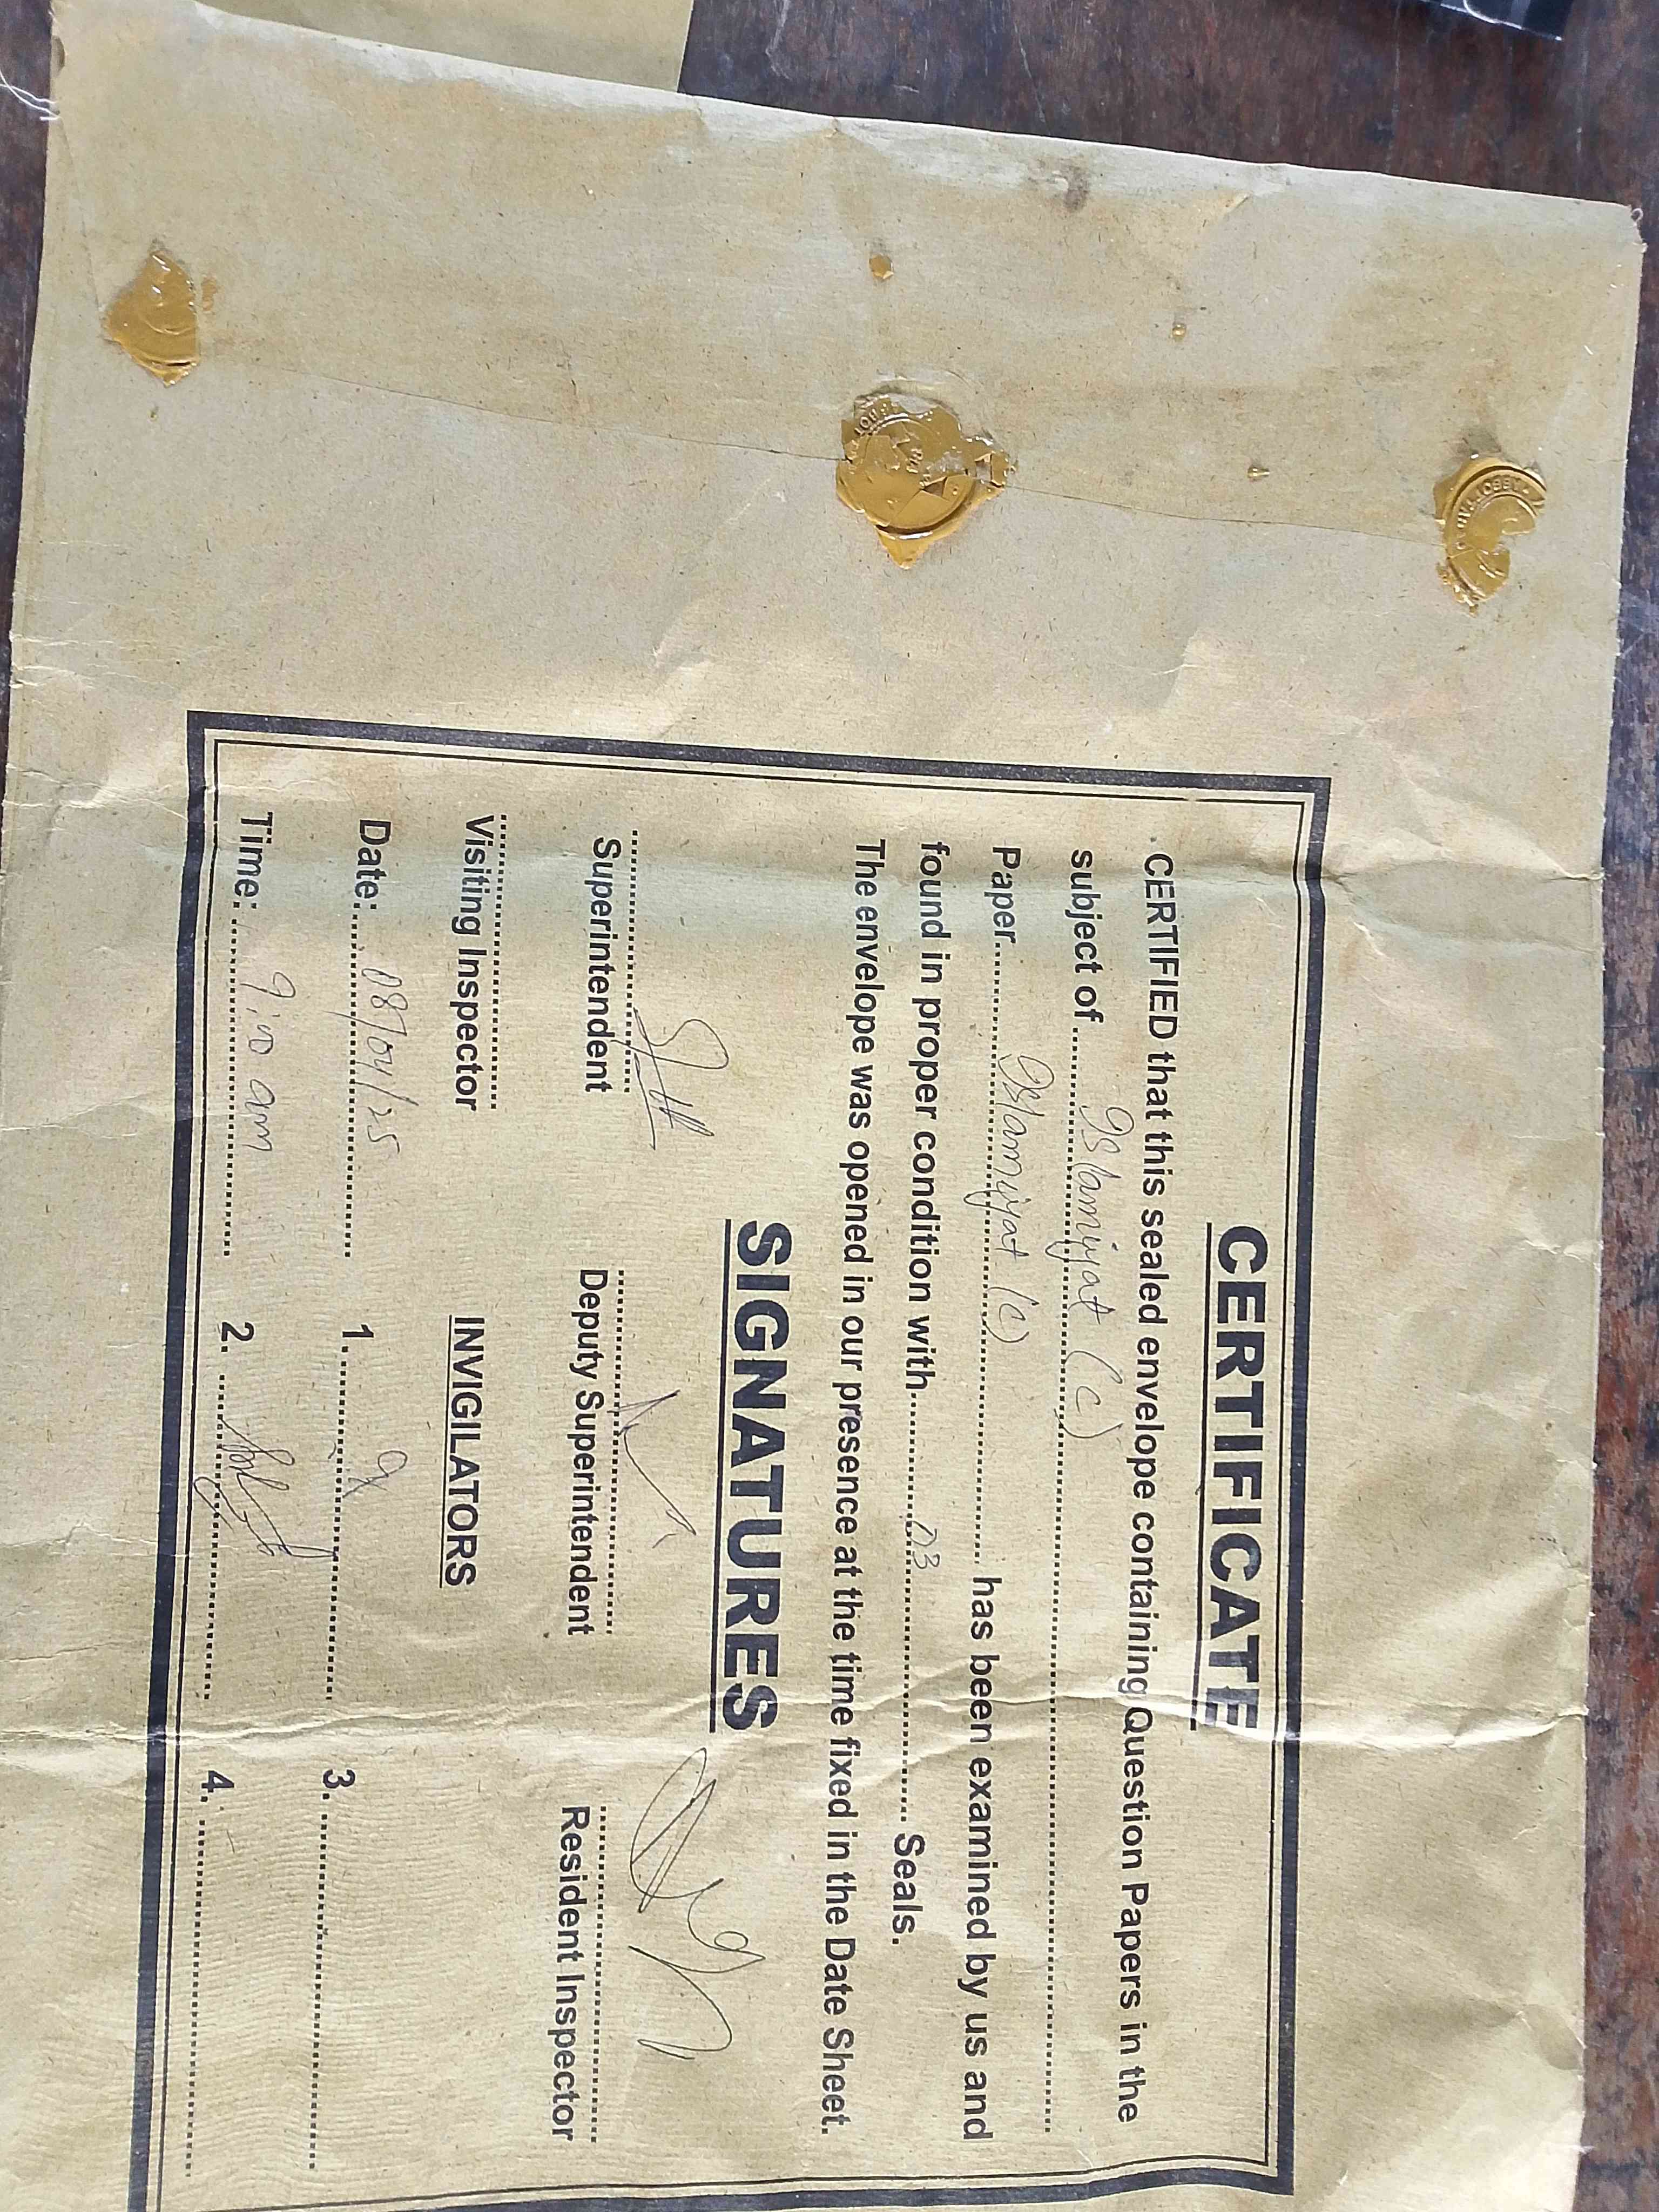 CERTIFICATE
CERTIFIED that this sealed envelope containing Question Papers in the
subject of Islamiyat (C)
Paper Islamiyat (C) has been examined by us and
found in proper condition with 03 Seals.
The envelope was opened in our presence at the time fixed in the Date Sheet.
SIGNATURES
Superintendent Deputy Superintendent Resident Inspector
Visiting Inspector INVIGILATORS
Date: 08/04/25 1. 3.
Time: 9:00 am 2. 4.